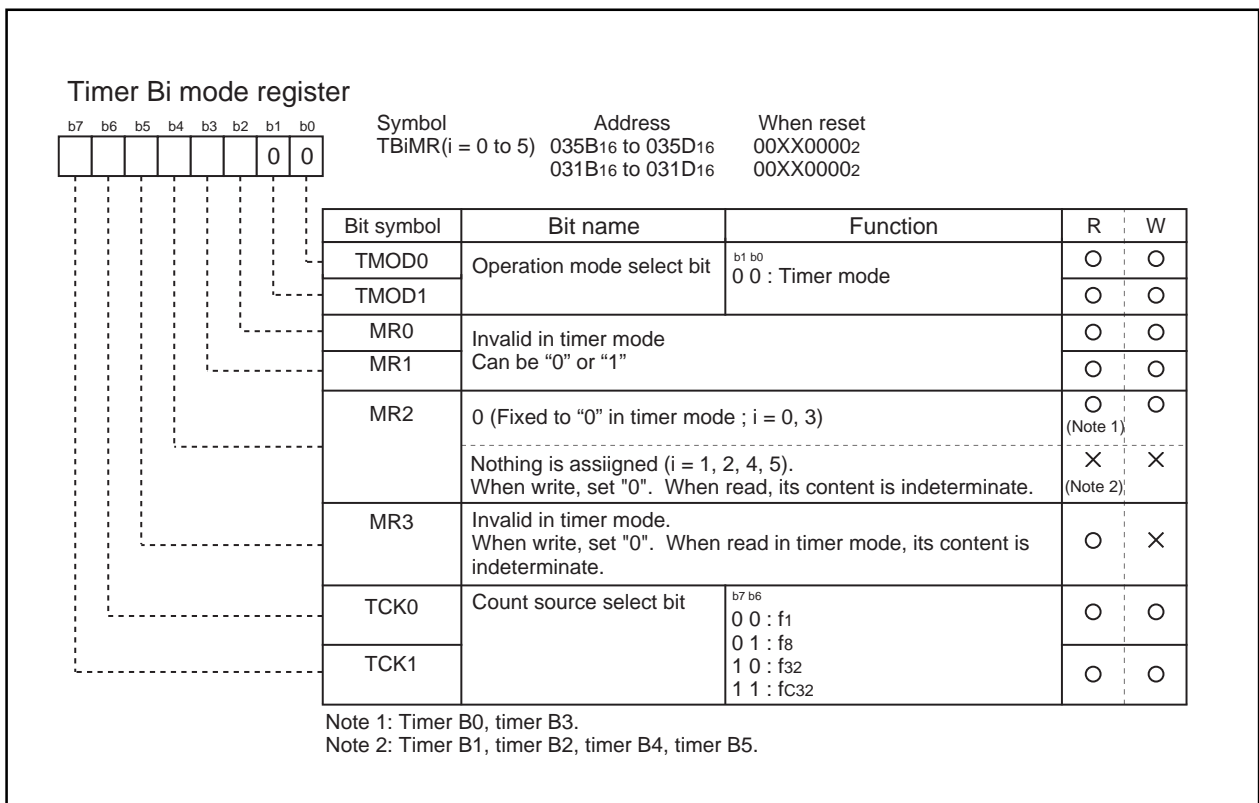 Timer Bi mode register
b7 b6 b5 b4 b3 b2 b1 b0
0 0
Symbol Address When reset
TBiMR(i = 0 to 5) 035B16 to 035D16 00XX00002
031B16 to 031D16 00XX00002
Bit symbol Bit name Function R W
TMOD0 Operation mode select bit b1 b0
0 0 : Timer mode
TMOD1
MR0 Invalid in timer mode
MR1 Can be “0” or “1”
MR2 0 (Fixed to “0” in timer mode ; i = 0, 3) (Note 1)
Nothing is assiigned (i = 1, 2, 4, 5).
When write, set "0". When read, its content is indeterminate. (Note 2)
MR3 Invalid in timer mode.
When write, set "0". When read in timer mode, its content is
indeterminate.
TCK0 Count source select bit b7 b6
0 0 : f1
0 1 : f8
TCK1 1 0 : f32
1 1 : fC32
Note 1: Timer B0, timer B3.
Note 2: Timer B1, timer B2, timer B4, timer B5.